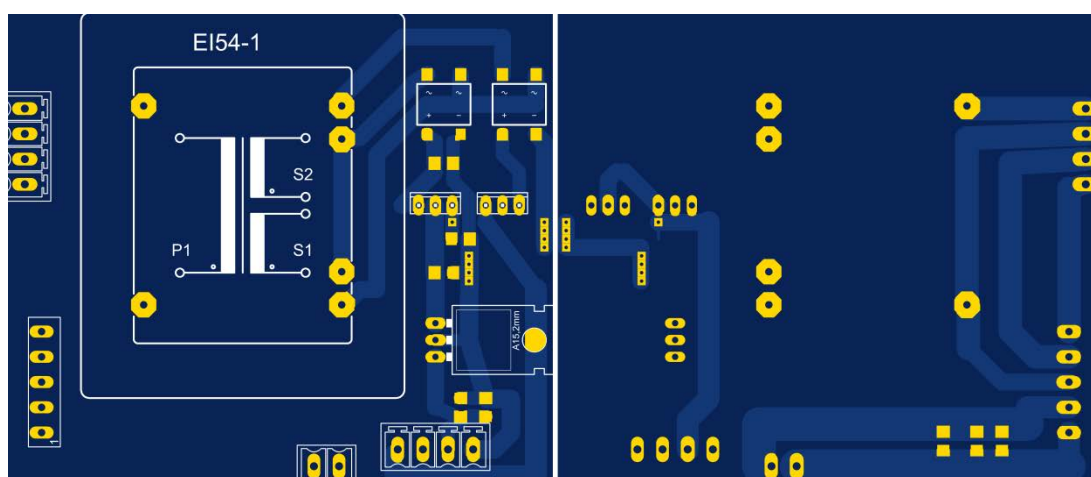 EI54-1
~ ~ ~ ~
+ - + -
S2
P1 S1
A15,2mm
1